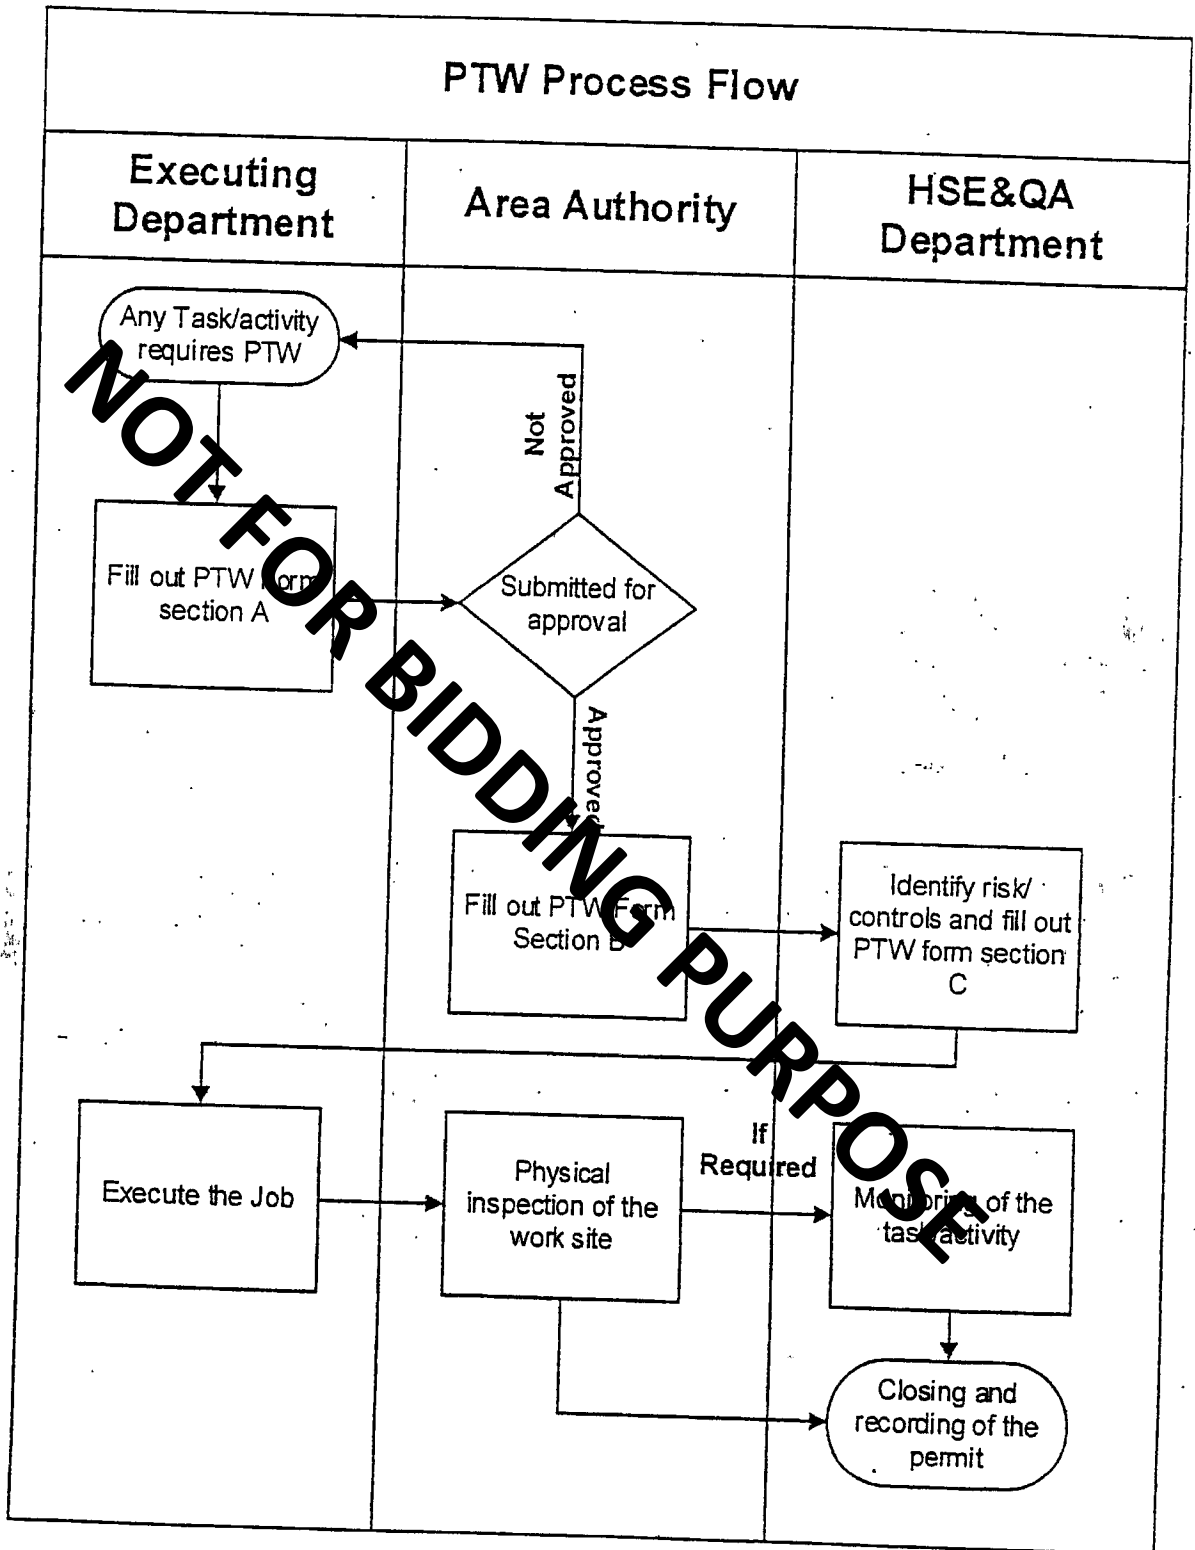 PTW Process Flow
Executing
Department
Area Authority
HSE&QA
Department
Any Task/activity
requires PTW
Not
Approved
Fill out PTW Form
section A
Submitted for
approval
Approved
Fill out PTW Form
Section B
Identify risk/
controls and fill out
PTW form section
C
Execute the Job
Physical
inspection of the
work site
If
Required
Monitoring of the
task/activity
Closing and
recording of the
permit
NOT FOR BIDDING PURPOSE